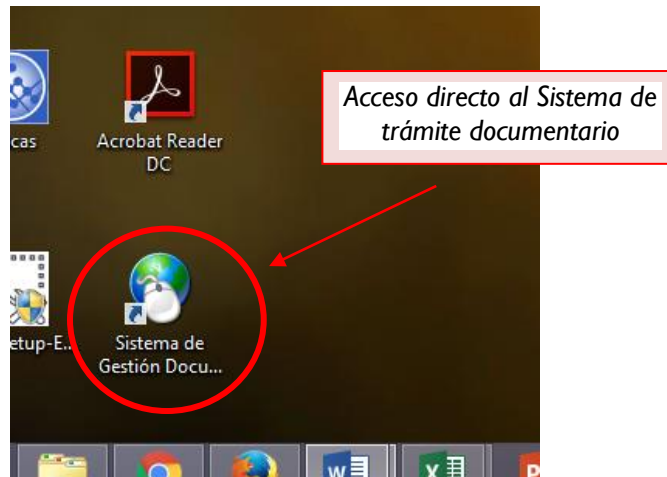 Acceso directo al Sistema de
trámite documentario
cas
Acrobat Reader
DC
etup-E...
Sistema de
Gestión Docu...
W
X
P